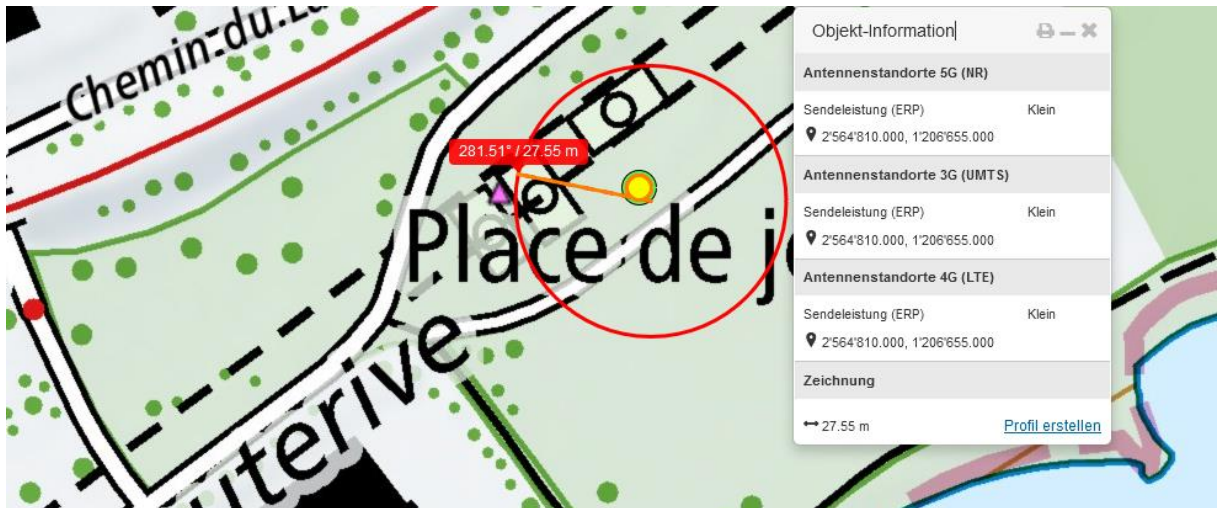 Chemin:du:L
281.51° / 27.55 m
Place de j
uterive
Objekt-Information
Antennenstandorte 5G (NR)
Sendeleistung (ERP) Klein
2'564'810.000, 1'206'655.000
Antennenstandorte 3G (UMTS)
Sendeleistung (ERP) Klein
2'564'810.000, 1'206'655.000
Antennenstandorte 4G (LTE)
Sendeleistung (ERP) Klein
2'564'810.000, 1'206'655.000
Zeichnung
27.55 m Profil erstellen